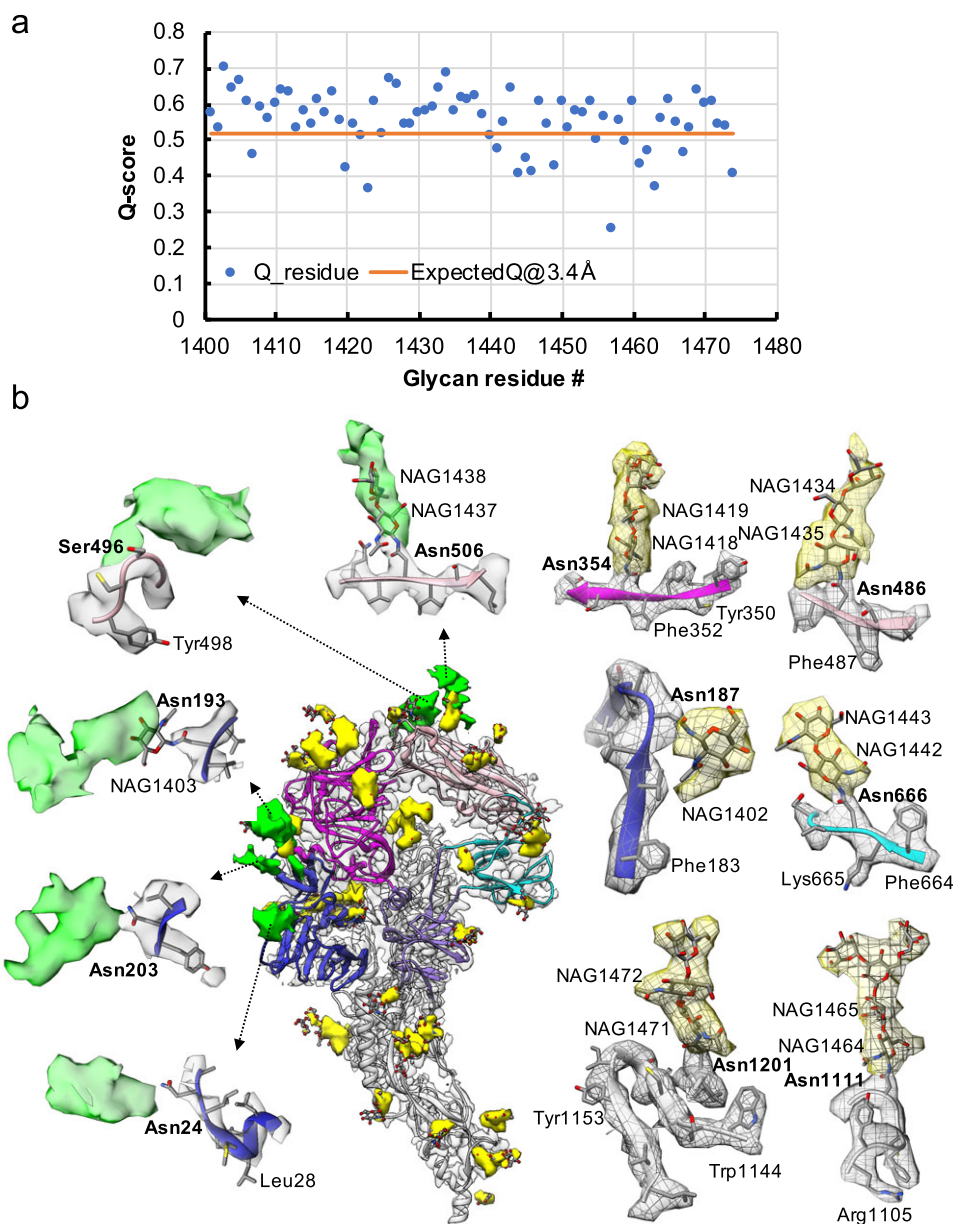 a
0.8
0.7
0.6
0.5
0.4
0.3
0.2
0.1
0
Q-score
Q_residue
ExpectedQ@3.4Å
1400 1410 1420 1430 1440 1450 1460 1470 1480
Glycan residue #
b
Ser496
Tyr498
NAG1438
NAG1437
Asn506
NAG1419
NAG1418
Asn354
Tyr350
Phe352
NAG1434
NAG1435
Asn486
Phe487
Asn193
NAG1403
Asn187
NAG1402
Phe183
NAG1443
NAG1442
Asn666
Lys665
Phe664
Asn203
Asn24
Leu28
NAG1472
NAG1471
Asn1201
Tyr1153
Trp1144
NAG1465
NAG1464
Asn1111
Arg1105